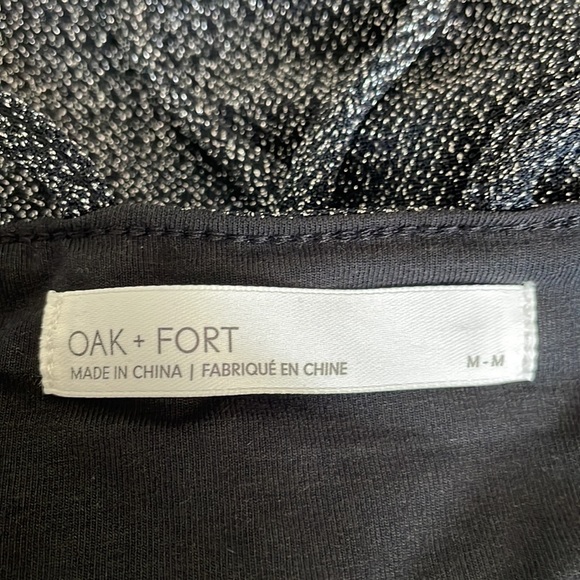 OAK + FORT
MADE IN CHINA | FABRIQUÉ EN CHINE M-M